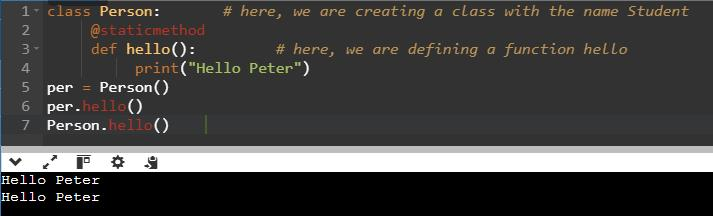 1 class Person: # here, we are creating a class with the name Student
2 @staticmethod
3 def hello(): # here, we are defining a function hello
4 print("Hello Peter")
5 per = Person()
6 per.hello()
7 Person.hello()
Hello Peter
Hello Peter